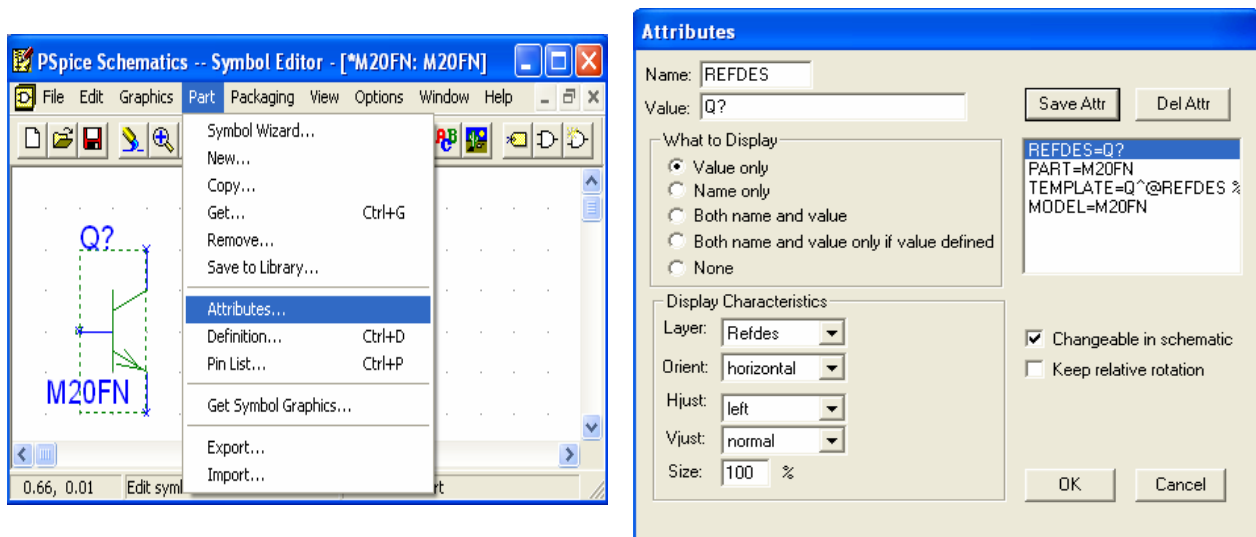 PSpice Schematics -- Symbol Editor - [*M20FN: M20FN]
File Edit Graphics Part Packaging View Options Window Help
Symbol Wizard...
New...
Copy...
Get... Ctrl+G
Remove...
Save to Library...
Attributes...
Definition... Ctrl+D
Pin List... Ctrl+P
Get Symbol Graphics...
Export...
Import...
ABC
Q?
M20FN
0.66, 0.01 Edit syml rt
Attributes
Name: REFDES
Value: Q?
Save Attr Del Attr
What to Display
Value only
Name only
Both name and value
Both name and value only if value defined
None
REFDES=Q?
PART=M20FN
TEMPLATE=Q^@REFDES %
MODEL=M20FN
Display Characteristics
Layer: Refdes
Orient: horizontal
Hjust: left
Vjust: normal
Size: 100 %
Changeable in schematic
Keep relative rotation
OK Cancel